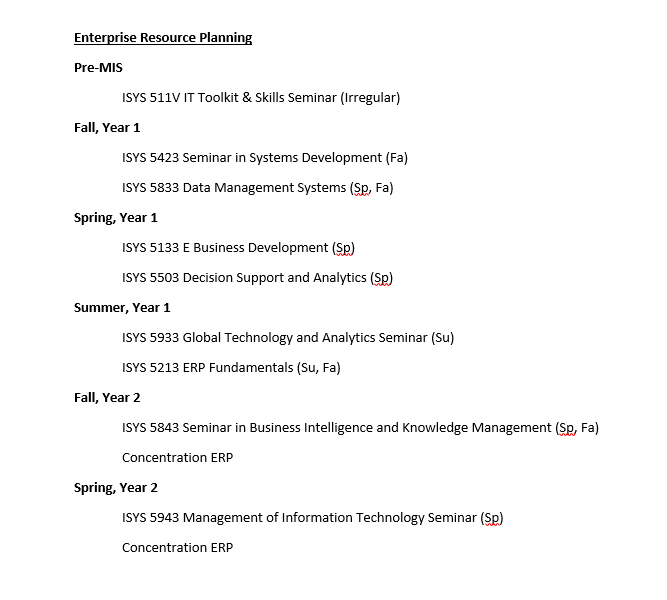 Enterprise Resource Planning
Pre-MIS
ISYS 511V IT Toolkit & Skills Seminar (Irregular)
Fall, Year 1
ISYS 5423 Seminar in Systems Development (Fa)
ISYS 5833 Data Management Systems (Sp, Fa)
Spring, Year 1
ISYS 5133 E Business Development (Sp)
ISYS 5503 Decision Support and Analytics (Sp)
Summer, Year 1
ISYS 5933 Global Technology and Analytics Seminar (Su)
ISYS 5213 ERP Fundamentals (Su, Fa)
Fall, Year 2
ISYS 5843 Seminar in Business Intelligence and Knowledge Management (Sp, Fa)
Concentration ERP
Spring, Year 2
ISYS 5943 Management of Information Technology Seminar (Sp)
Concentration ERP